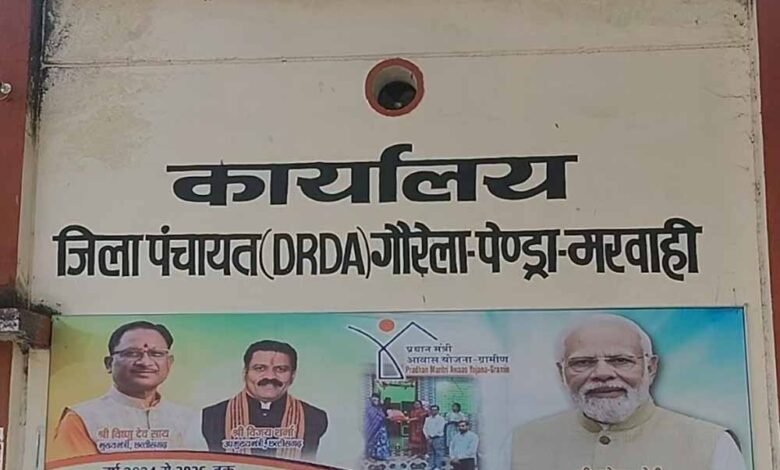 कार्यालय
जिला पंचायत(DRDA)गौरेला-पेण्ड्रा-मरवाही
प्रधान मंत्री
आवास योजना-ग्रामीण
Pradhan Mantri Awaas Yojana-Gramin
श्री विष्णु देव साय
मुख्यमंत्री, छत्तीसगढ़
श्री विजय शर्मा
उपमुख्यमंत्री, छत्तीसगढ़